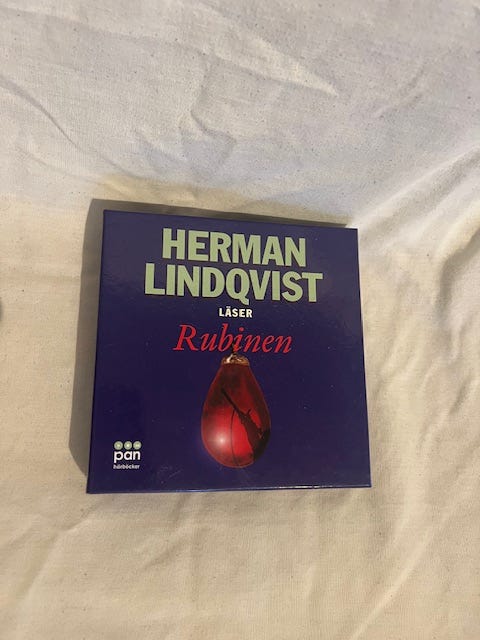 HERMAN
LINDQVIST
LÄSER
Rubinen
pan
hörböcker